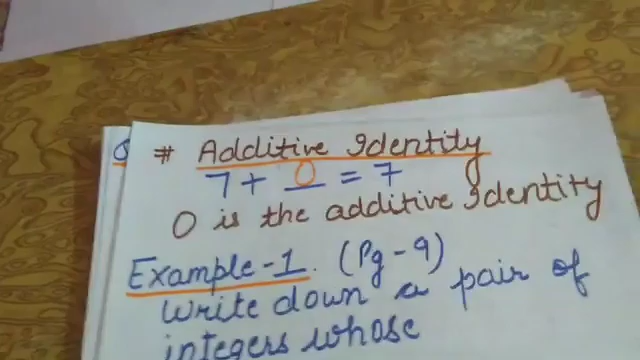 # Additive Identity
7 + 0 = 7
0 is the additive Identity
Example-1. (Pg-9)
Write down a pair of
integers whose